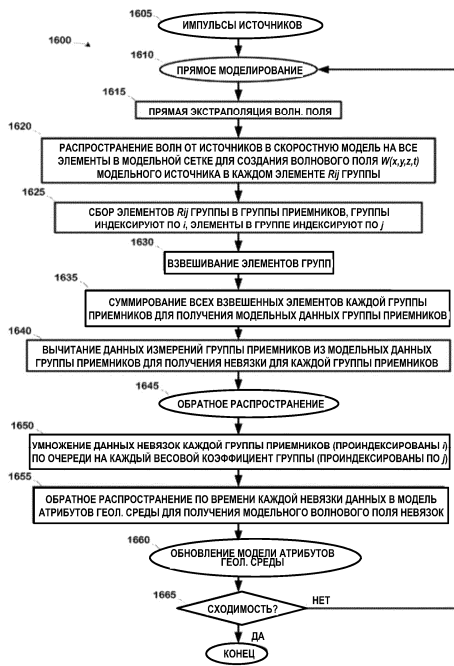 1605
ИМПУЛЬСЫ ИСТОЧНИКОВ
1600
1610
ПРЯМОЕ МОДЕЛИРОВАНИЕ
1615
ПРЯМАЯ ЭКСТРАПОЛЯЦИЯ ВОЛН. ПОЛЯ
1620
РАСПРОСТРАНЕНИЕ ВОЛН ОТ ИСТОЧНИКОВ В СКОРОСТНУЮ МОДЕЛЬ НА ВСЕ
ЭЛЕМЕНТЫ В МОДЕЛЬНОЙ СЕТКЕ ДЛЯ СОЗДАНИЯ ВОЛНОВОГО ПОЛЯ W(x,y,z,t)
МОДЕЛЬНОГО ИСТОЧНИКА В КАЖДОМ ЭЛЕМЕНТЕ Rij ГРУППЫ
1625
СБОР ЭЛЕМЕНТОВ Rij ГРУППЫ В ГРУППЫ ПРИЕМНИКОВ, ГРУППЫ
ИНДЕКСИРУЮТ ПО i, ЭЛЕМЕНТЫ В ГРУППЕ ИНДЕКСИРУЮТ ПО j
1630
ВЗВЕШИВАНИЕ ЭЛЕМЕНТОВ ГРУПП
1635
СУММИРОВАНИЕ ВСЕХ ВЗВЕШЕННЫХ ЭЛЕМЕНТОВ КАЖДОЙ ГРУППЫ
ПРИЕМНИКОВ ДЛЯ ПОЛУЧЕНИЯ МОДЕЛЬНЫХ ДАННЫХ ГРУППЫ ПРИЕМНИКОВ
1640
ВЫЧИТАНИЕ ДАННЫХ ИЗМЕРЕНИЙ ГРУППЫ ПРИЕМНИКОВ ИЗ МОДЕЛЬНЫХ ДАННЫХ
ГРУППЫ ПРИЕМНИКОВ ДЛЯ ПОЛУЧЕНИЯ НЕВЯЗКИ ДЛЯ КАЖДОЙ ГРУППЫ ПРИЕМНИКОВ
1645
ОБРАТНОЕ РАСПРОСТРАНЕНИЕ
1650
УМНОЖЕНИЕ ДАННЫХ НЕВЯЗОК КАЖДОЙ ГРУППЫ ПРИЕМНИКОВ (ПРОИНДЕКСИРОВАНЫ i)
ПО ОЧЕРЕДИ НА КАЖДЫЙ ВЕСОВОЙ КОЭФФИЦИЕНТ ГРУППЫ (ПРОИНДЕКСИРОВАНЫ ПО j)
1655
ОБРАТНОЕ РАСПРОСТРАНЕНИЕ ПО ВРЕМЕНИ КАЖДОЙ НЕВЯЗКИ ДАННЫХ В МОДЕЛЬ
АТРИБУТОВ ГЕОЛ. СРЕДЫ ДЛЯ ПОЛУЧЕНИЯ МОДЕЛЬНОГО ВОЛНОВОГО ПОЛЯ НЕВЯЗОК
1660
ОБНОВЛЕНИЕ МОДЕЛИ АТРИБУТОВ
ГЕОЛ. СРЕДЫ
1665
СХОДИМОСТЬ?
НЕТ
ДА
КОНЕЦ